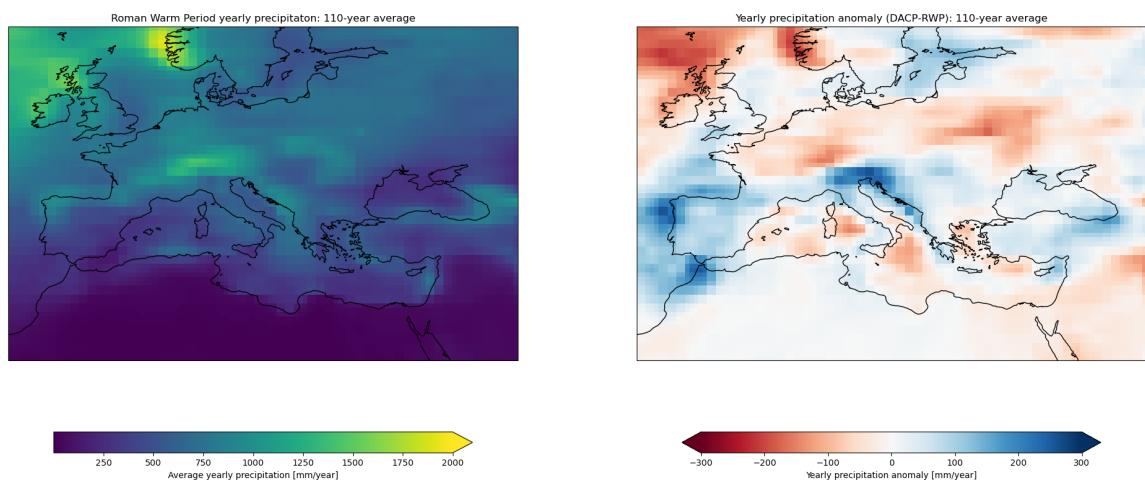 Roman Warm Period yearly precipitaton: 110-year average
250 500 750 1000 1250 1500 1750 2000
Average yearly precipitation [mm/year]
Yearly precipitation anomaly (DACP-RWP): 110-year average
−300 −200 −100 0 100 200 300
Yearly precipitation anomaly [mm/year]